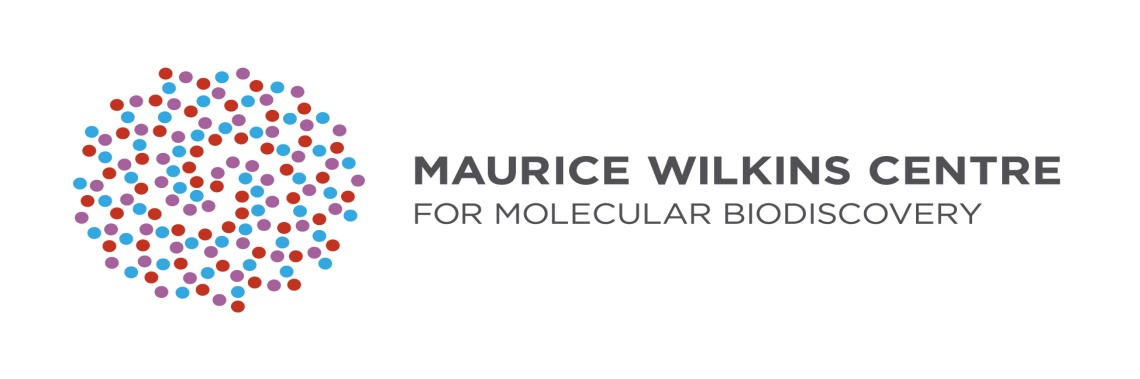 MAURICE WILKINS CENTRE
FOR MOLECULAR BIODISCOVERY